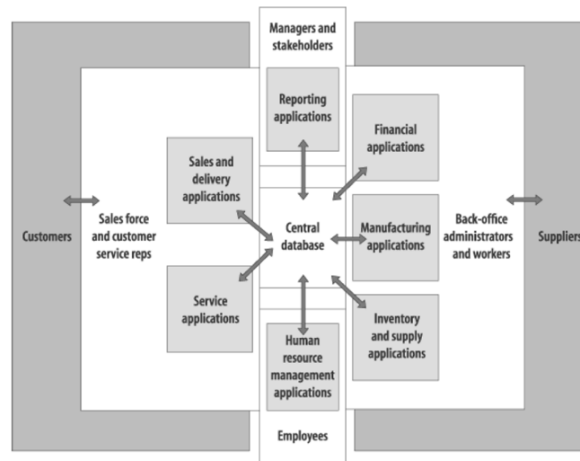 Managers and
stakeholders
Reporting
applications
Financial
applications
Sales and
delivery
applications
Customers
Sales force
and customer
service reps
Central
database
Manufacturing
applications
Back-office
administrators
and workers
Suppliers
Service
applications
Inventory
and supply
applications
Human
resource
management
applications
Employees